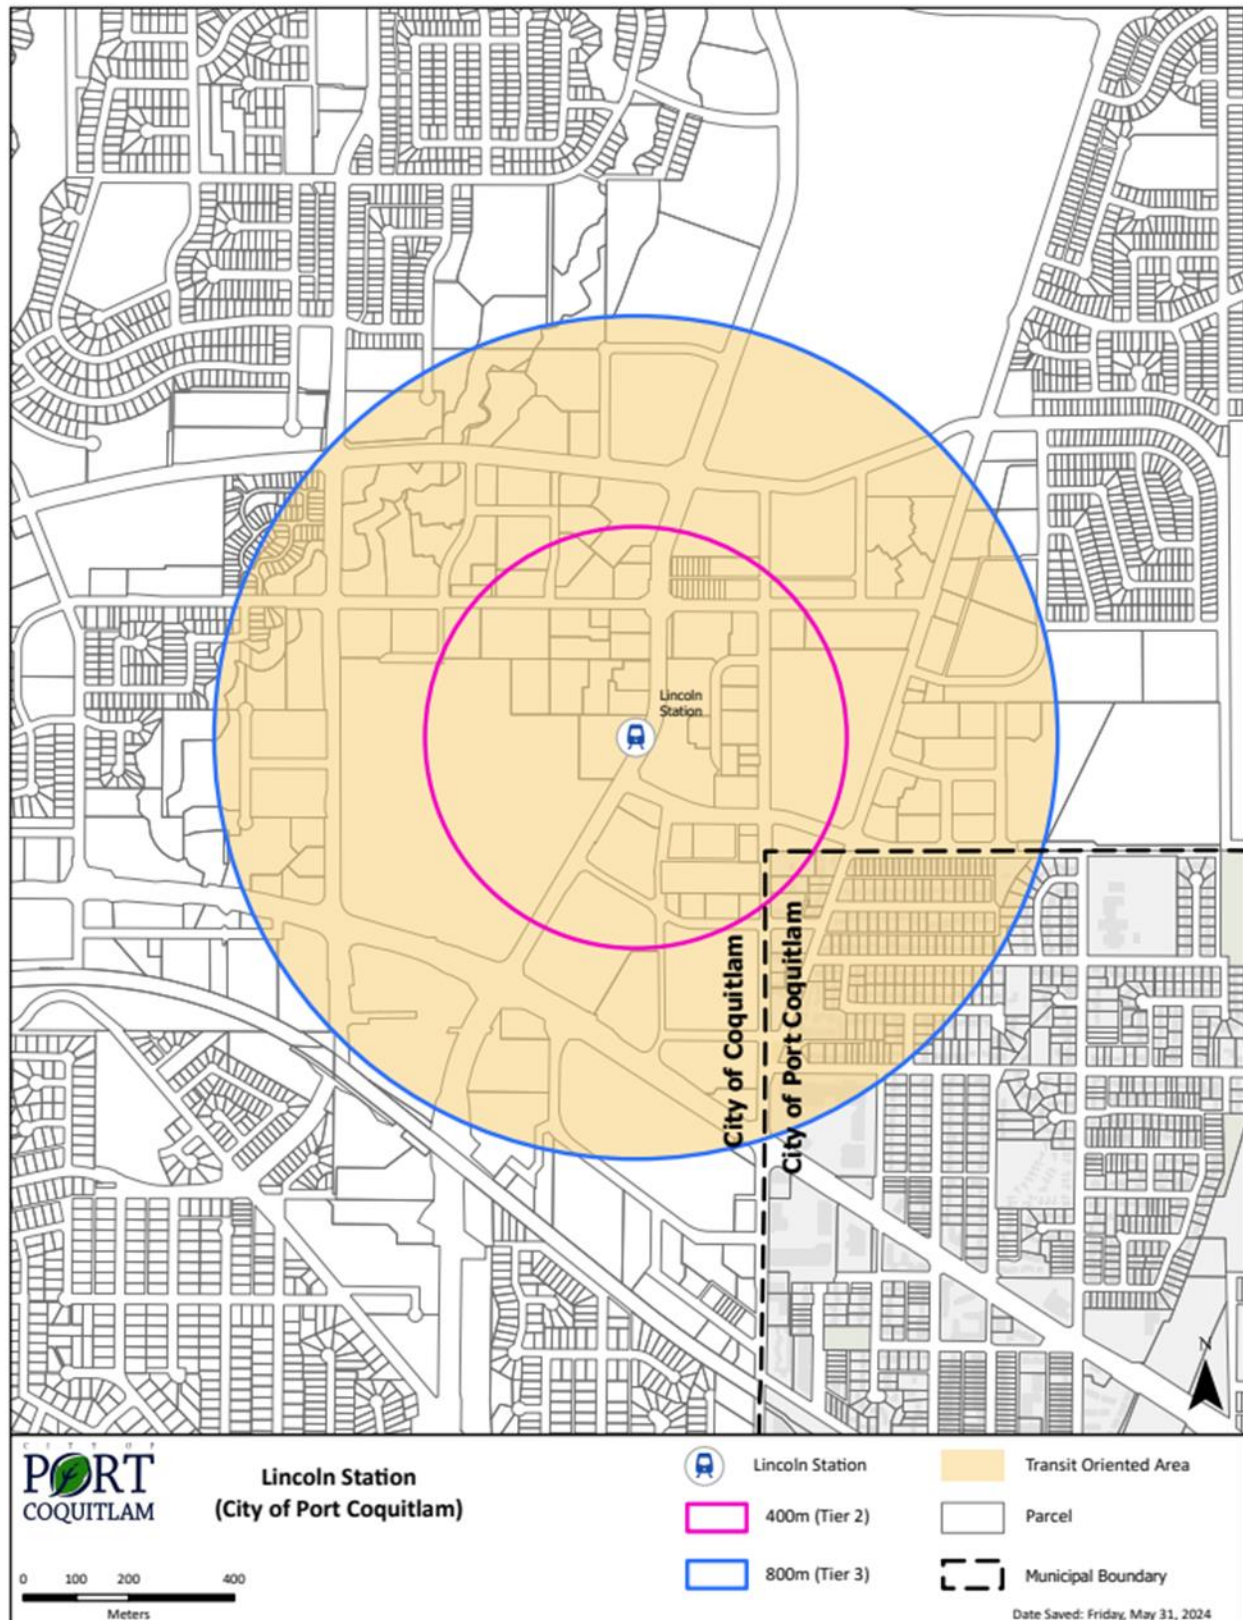 Lincoln
Station
City of Coquitlam
City of Port Coquitlam
N
CITY OF
PORT
COQUITLAM
Lincoln Station
(City of Port Coquitlam)
0 100 200 400
Meters
Lincoln Station
400m (Tier 2)
800m (Tier 3)
Transit Oriented Area
Parcel
Municipal Boundary
Date Saved: Friday, May 31, 2024